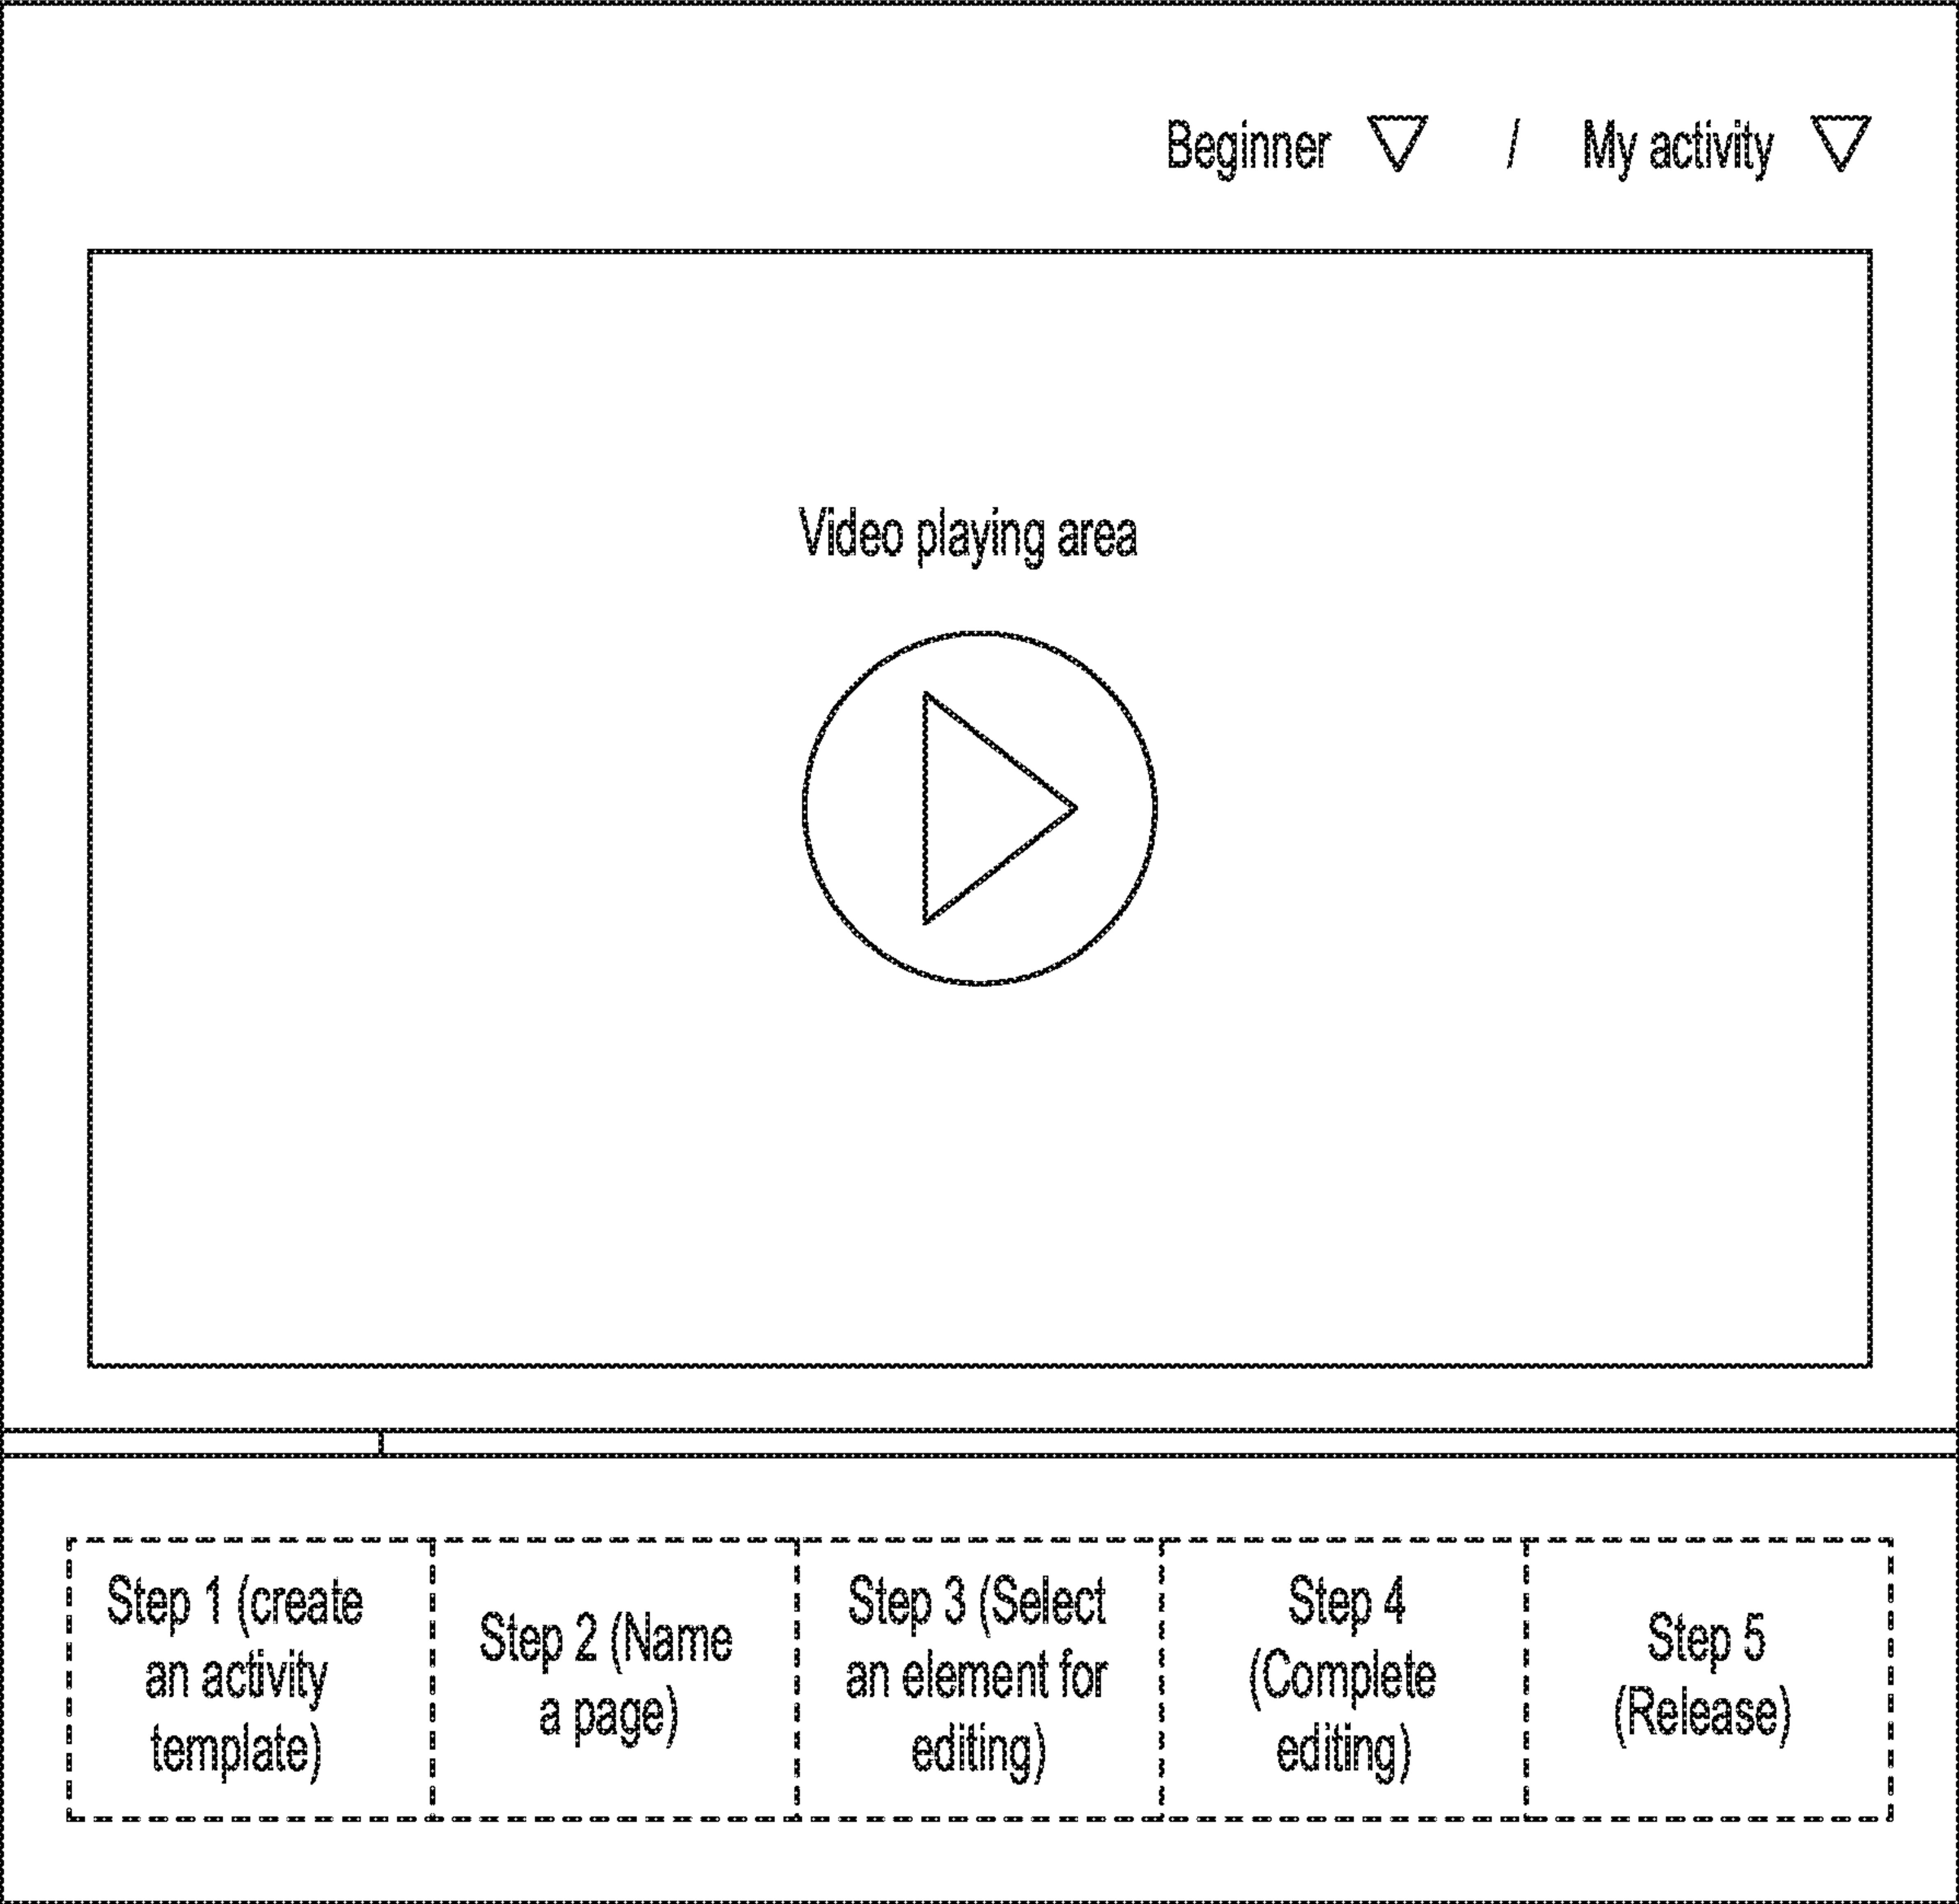 Beginner / My activity
Video playing area
Step 1 (create
an activity
template)
Step 2 (Name
a page)
Step 3 (Select
an element for
editing)
Step 4
(Complete
editing)
Step 5
(Release)